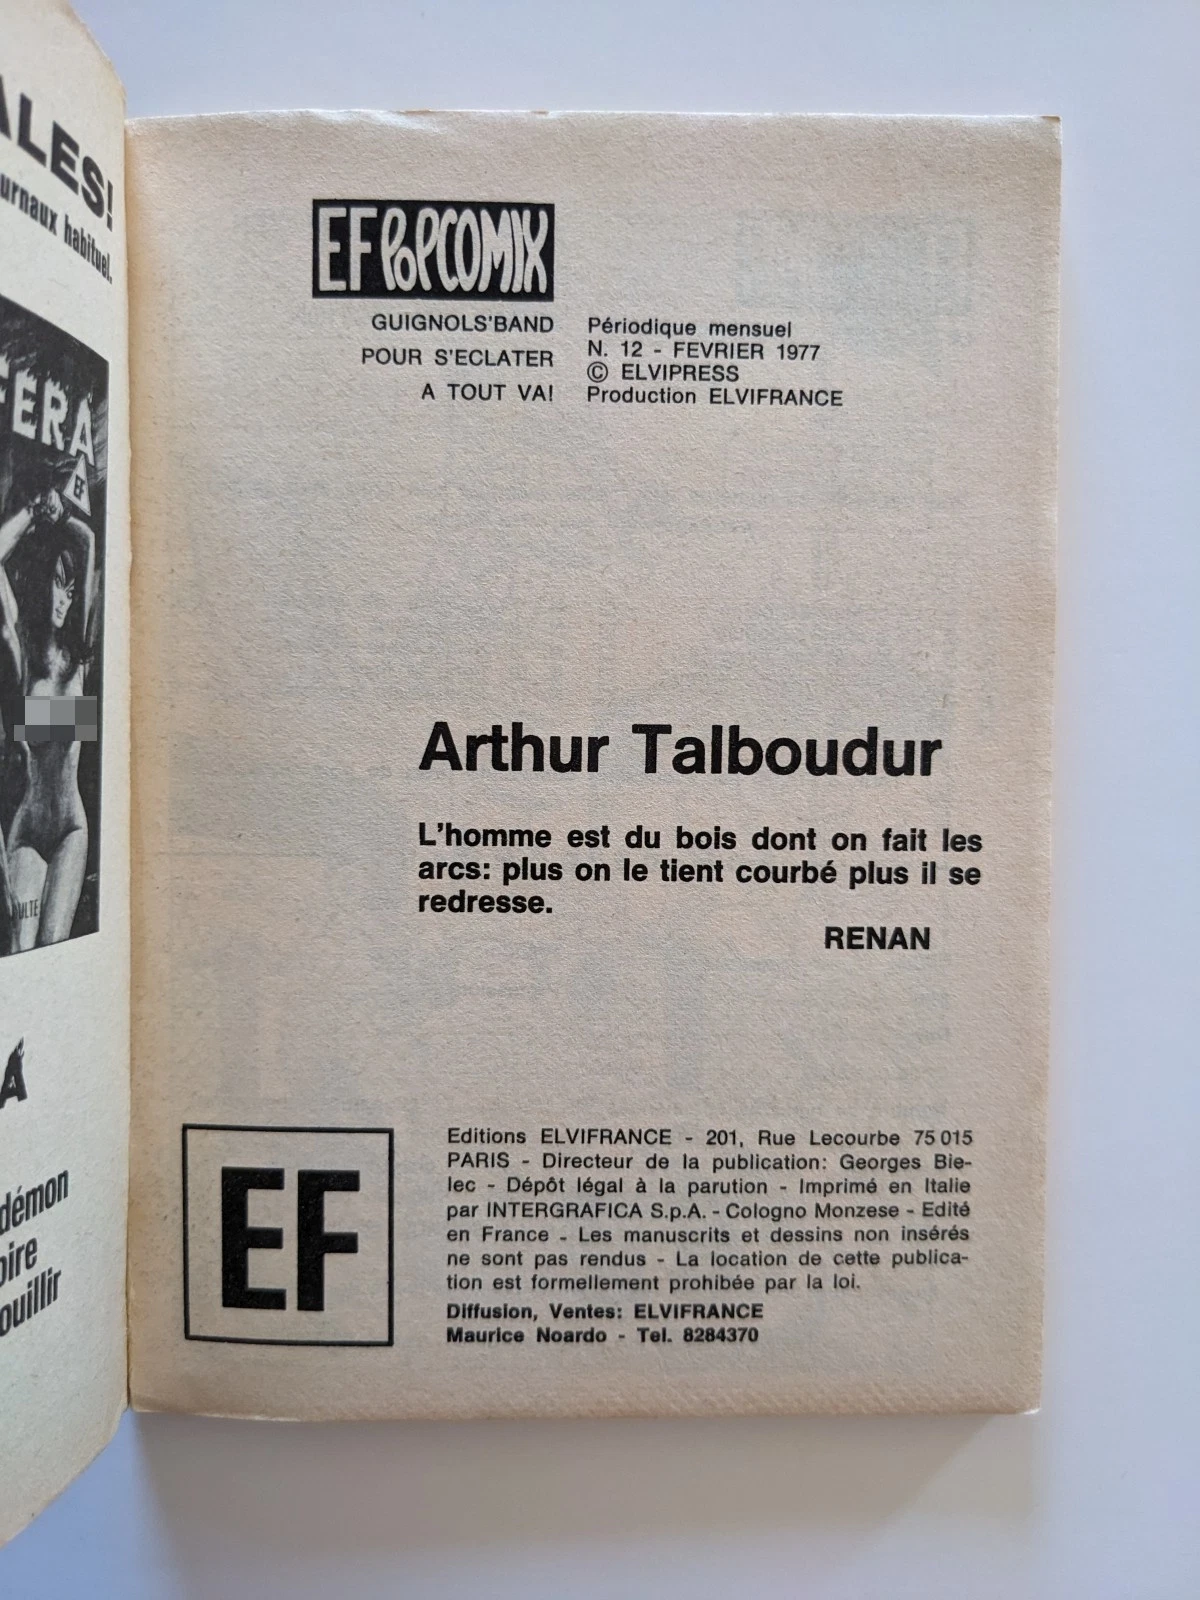 ALES!
urnaux habituel.
FERA
EF
ULTE
A
démon
oire
ouillir
EF POPCOMIX
GUIGNOLS'BAND
POUR S'ECLATER
A TOUT VA!
Périodique mensuel
N. 12 - FEVRIER 1977
© ELVIPRESS
Production ELVIFRANCE
Arthur Talboudur
L'homme est du bois dont on fait les
arcs: plus on le tient courbé plus il se
redresse.
RENAN
EF
Editions ELVIFRANCE - 201, Rue Lecourbe 75 015
PARIS - Directeur de la publication: Georges Bie-
lec - Dépôt légal à la parution - Imprimé en Italie
par INTERGRAFICA S.p.A. - Cologno Monzese - Edité
en France - Les manuscrits et dessins non insérés
ne sont pas rendus - La location de cette publica-
tion est formellement prohibée par la loi.
Diffusion, Ventes: ELVIFRANCE
Maurice Noardo - Tel. 8284370